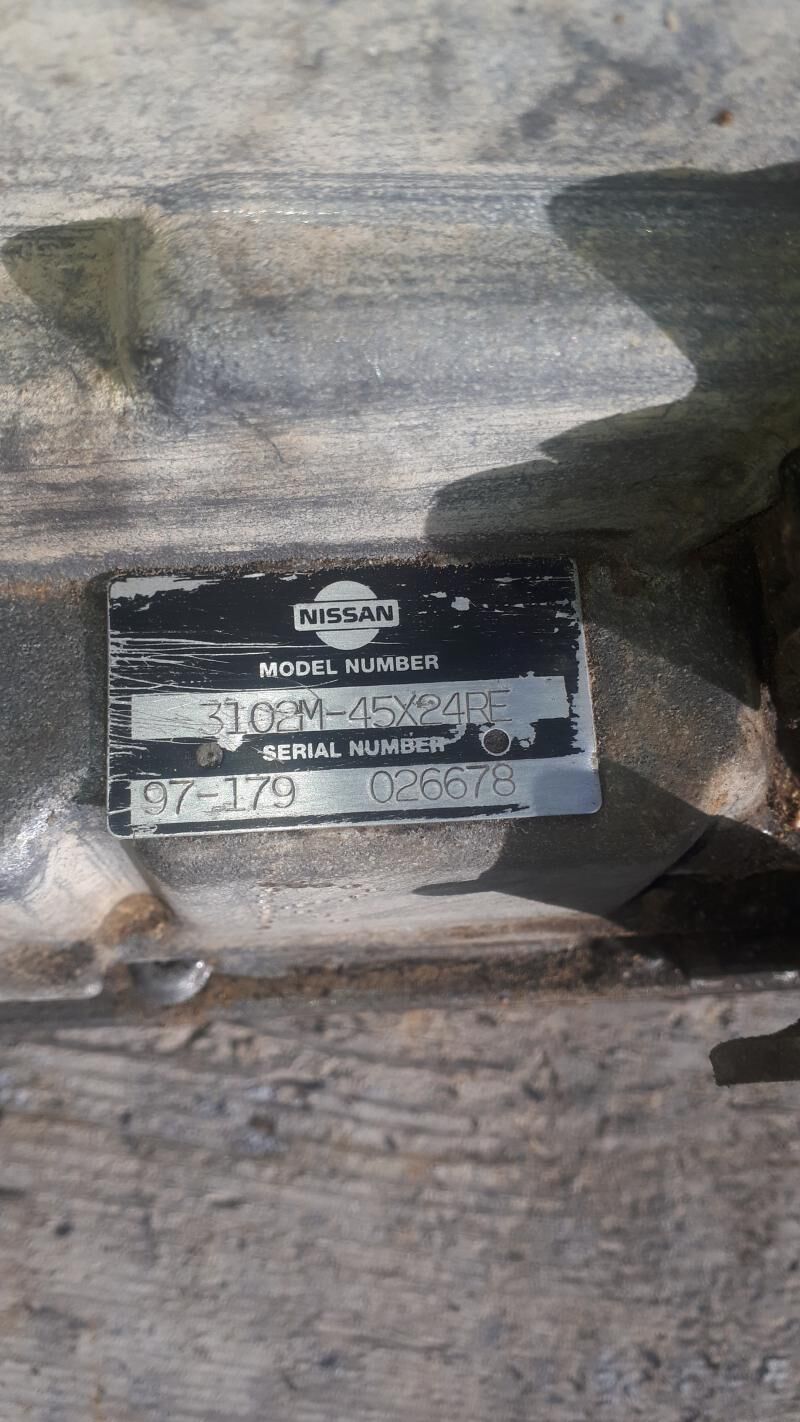 NISSAN
MODEL NUMBER
3102M-45X24RE
SERIAL NUMBER
97-179 026678